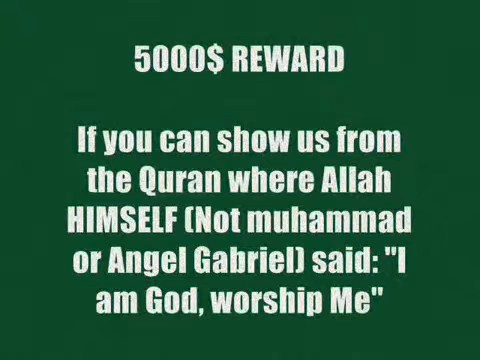 5000$ REWARD
If you can show us from
the Quran where Allah
HIMSELF (Not muhammad
or Angel Gabriel) said: "I
am God, worship Me"